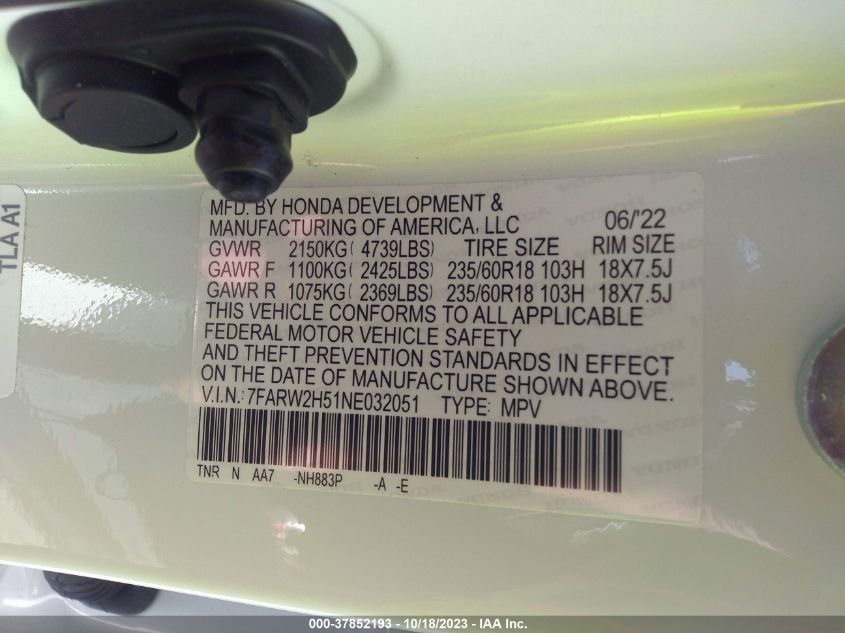 TLA A1
MFD. BY HONDA DEVELOPMENT &
MANUFACTURING OF AMERICA, LLC 06/'22
GVWR 2150KG( 4739LBS) TIRE SIZE RIM SIZE
GAWR F 1100KG( 2425LBS) 235/60R18 103H 18X7.5J
GAWR R 1075KG( 2369LBS) 235/60R18 103H 18X7.5J
THIS VEHICLE CONFORMS TO ALL APPLICABLE
FEDERAL MOTOR VEHICLE SAFETY
AND THEFT PREVENTION STANDARDS IN EFFECT
ON THE DATE OF MANUFACTURE SHOWN ABOVE.
V.I.N.: 7FARW2H51NE032051 TYPE: MPV
TNR N AA7 -NH883P -A -E
000-37852193 - 10/18/2023 - IAA Inc.